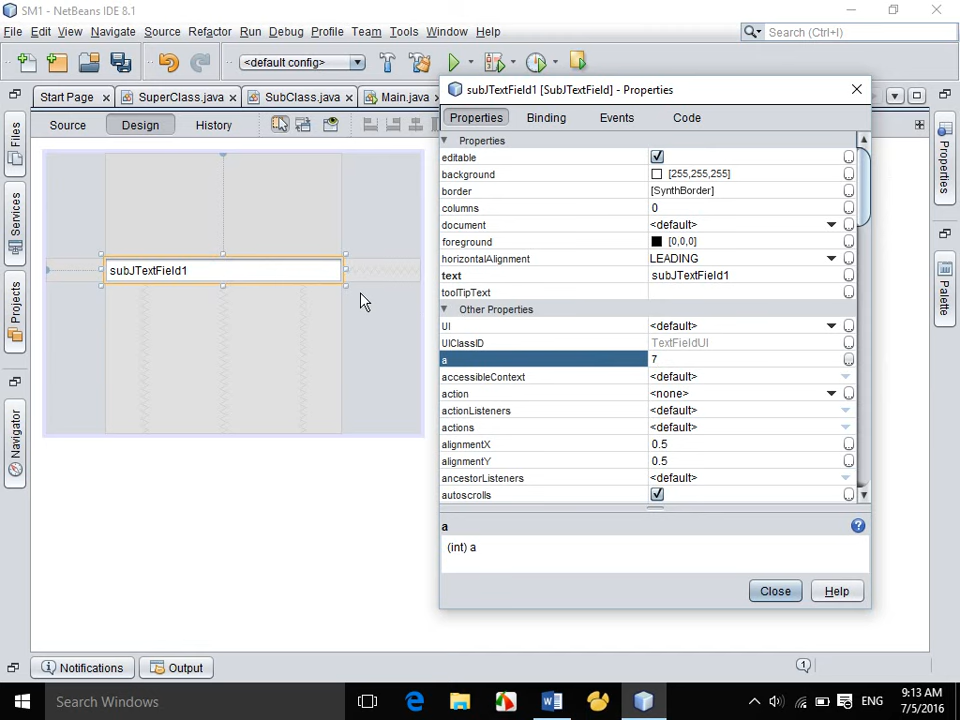 SM1 - NetBeans IDE 8.1
File Edit View Navigate Source Refactor Run Debug Profile Team Tools Window Help
Search (Ctrl+I)
<default config>
Start Page
SuperClass.java
SubClass.java
Main.java
Source
Design
History
Files
Services
Projects
Navigator
subJTextField1
subJTextField1 [SubJTextField] - Properties
Properties Binding Events Code
Properties
editable
background [255,255,255]
border [SynthBorder]
columns 0
document <default>
foreground [0,0,0]
horizontalAlignment LEADING
text subJTextField1
toolTipText
Other Properties
UI <default>
UIClassID TextFieldUI
a 7
accessibleContext <default>
action <none>
actionListeners <default>
actions <default>
alignmentX 0.5
alignmentY 0.5
ancestorListeners <default>
autoscrolls
a
(int) a
Close Help
Properties
Palette
Notifications
Output
1
Search Windows
ENG
9:13 AM
7/5/2016